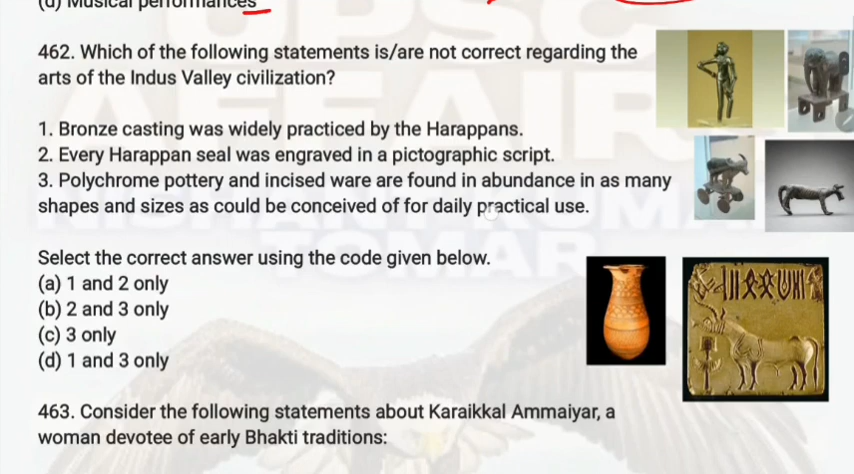 (d) Musical performances
462. Which of the following statements is/are not correct regarding the
arts of the Indus Valley civilization?
1. Bronze casting was widely practiced by the Harappans.
2. Every Harappan seal was engraved in a pictographic script.
3. Polychrome pottery and incised ware are found in abundance in as many
shapes and sizes as could be conceived of for daily practical use.
Select the correct answer using the code given below.
(a) 1 and 2 only
(b) 2 and 3 only
(c) 3 only
(d) 1 and 3 only
463. Consider the following statements about Karaikkal Ammaiyar, a
woman devotee of early Bhakti traditions:
UPSC
AFFAIR
NISHANT KUMAR
TOMAR